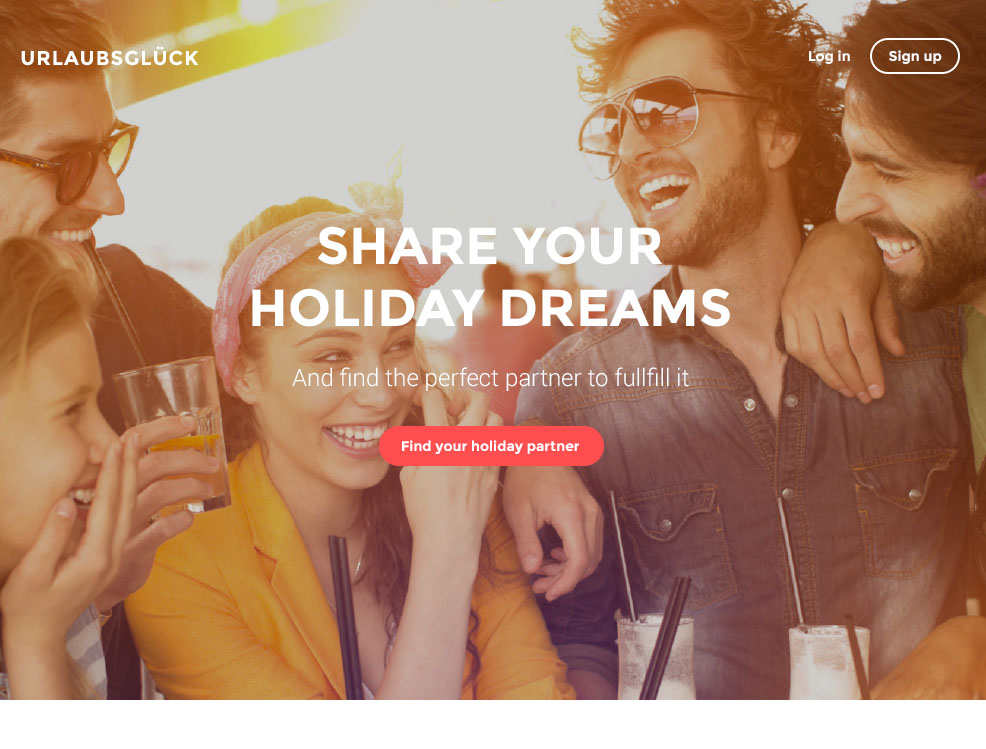 URLAUBSGLÜCK
Log in
Sign up
SHARE YOUR
HOLIDAY DREAMS
And find the perfect partner to fullfill it
Find your holiday partner